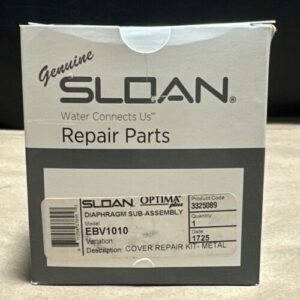 Genuine
SLOAN®
Water Connects Us™
Repair Parts
SLOAN. OPTIMA plus
DIAPHRAGM SUB-ASSEMBLY
Model
EBV1010
Variation
Description COVER REPAIR KIT- METAL
Product Code
3325089
Quantity
1
Date
1725